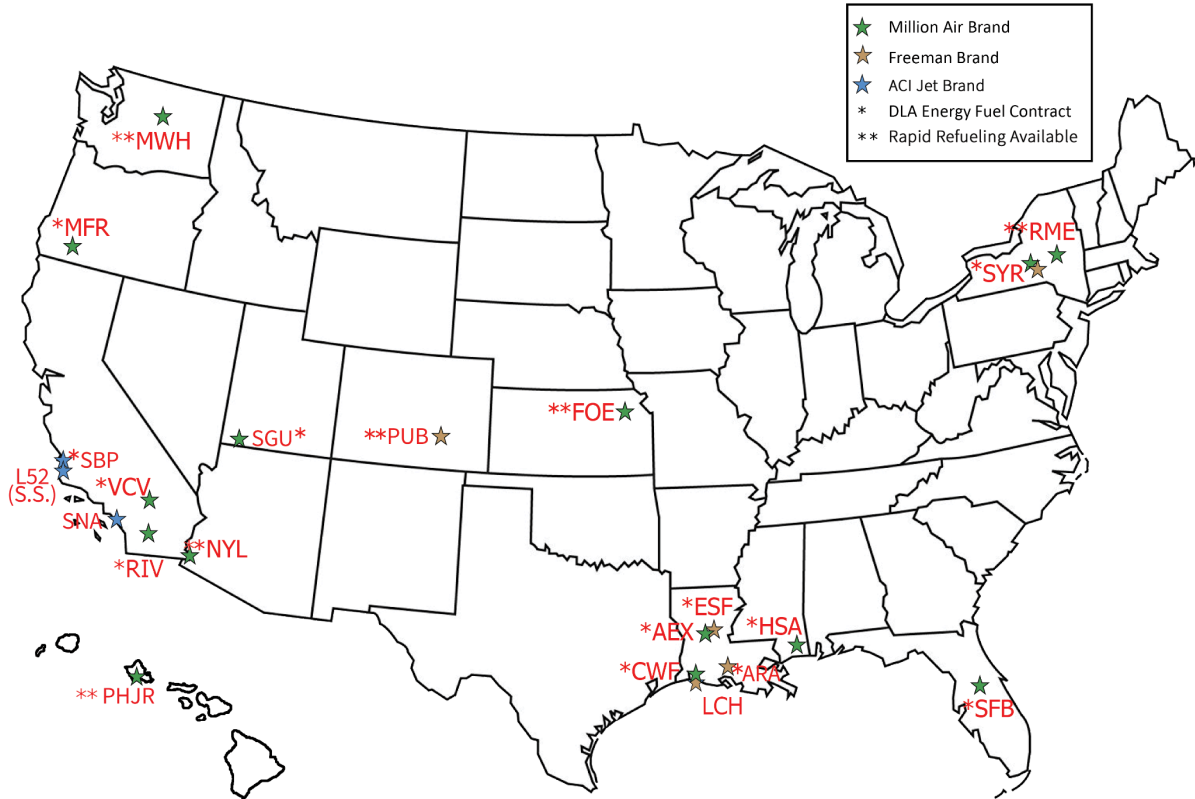 Million Air Brand
Freeman Brand
ACI Jet Brand
* DLA Energy Fuel Contract
** Rapid Refueling Available
**MWH
*MFR
**RME
*SYR
**FOE
SGU*
**PUB
*SBP
L52
(S.S.)
*VCV
SNA
**NYL
*RIV
*ESF
*AEX
*HSA
*CWF
*ARA
LCH
** PHJR
*SFB